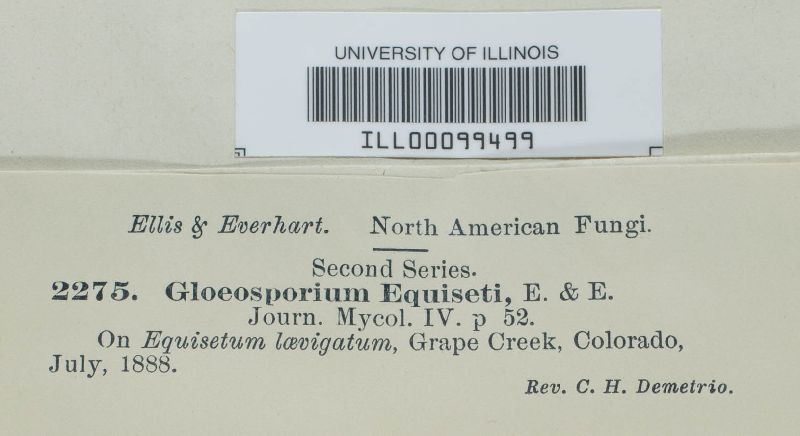 UNIVERSITY OF ILLINOIS
ILL00099499
Ellis & Everhart. North American Fungi.
Second Series.
2275. Gloeosporium Equiseti, E. & E.
Journ. Mycol. IV. p 52.
On Equisetum lævigatum, Grape Creek, Colorado,
July, 1888.
Rev. C. H. Demetrio.